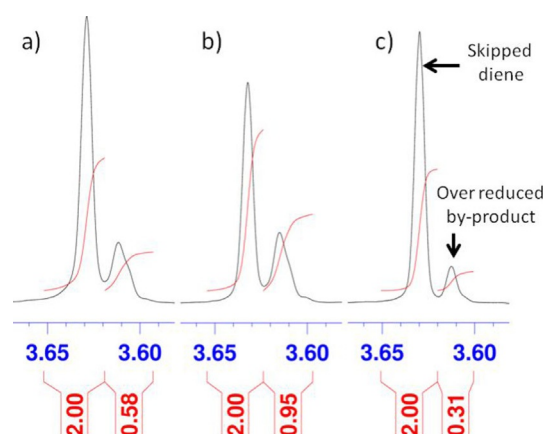 a)
b)
c)
Skipped
diene
Over reduced
by-product
3.65 3.60 3.65 3.60 3.65 3.60
2.00 0.58 2.00 0.95 2.00 0.31